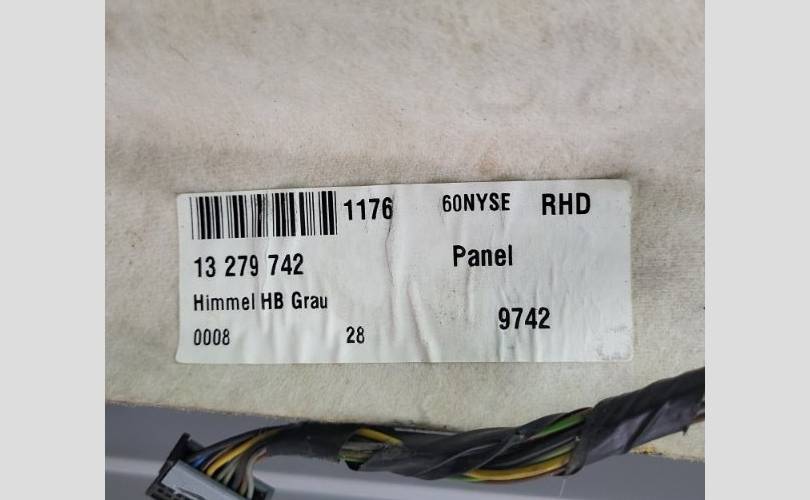 1176 60NYSE RHD
13 279 742 Panel
Himmel HB Grau
0008 28 9742